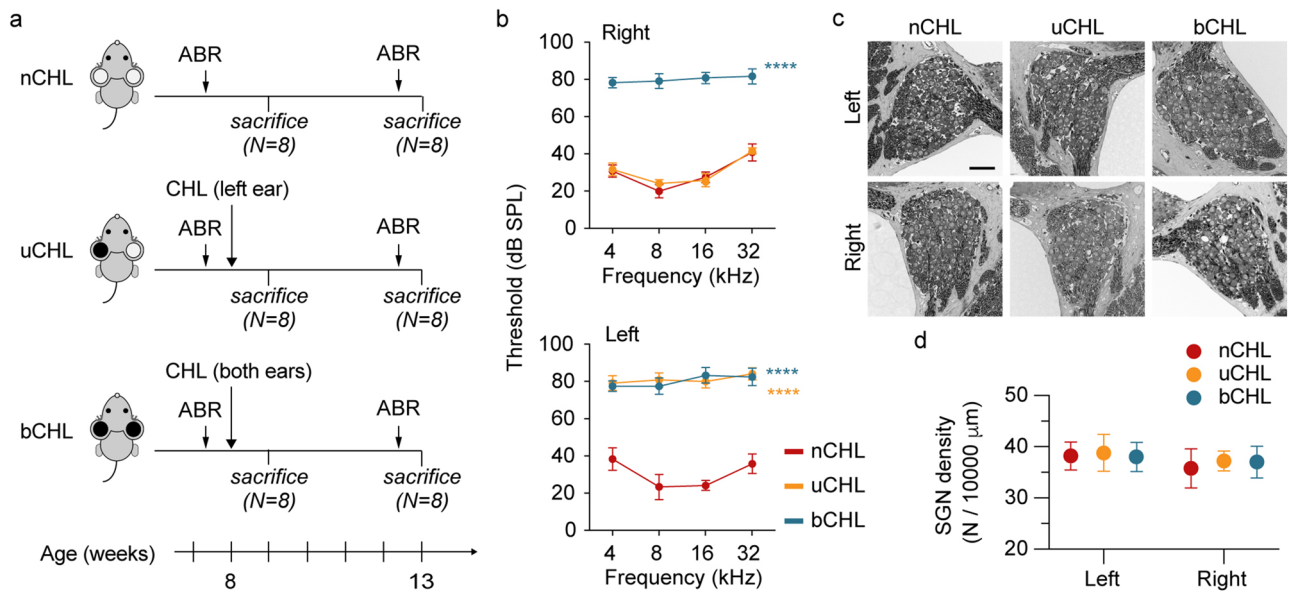 a
nCHL
ABR
ABR
sacrifice
(N=8)
sacrifice
(N=8)
CHL (left ear)
uCHL
ABR
ABR
sacrifice
(N=8)
sacrifice
(N=8)
CHL (both ears)
bCHL
ABR
ABR
sacrifice
(N=8)
sacrifice
(N=8)
Age (weeks)
8
13
b
Threshold (dB SPL)
Right
100
80
60
40
20
0
****
4
8
16
32
Frequency (kHz)
Left
100
80
60
40
20
0
****
****
4
8
16
32
Frequency (kHz)
nCHL
uCHL
bCHL
c
nCHL
uCHL
bCHL
Left
Right
d
nCHL
uCHL
bCHL
SGN density
(N / 10000 µm)
50
40
30
20
Left
Right